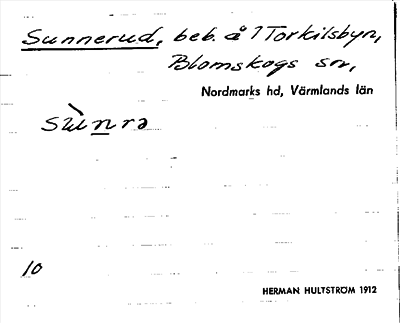 Sunnerud, beb. å 1 Torkilsbyn,
Blomskogs sn,
Nordmarks hd, Värmlands län
sùnrə
10
HERMAN HULTSTRÖM 1912